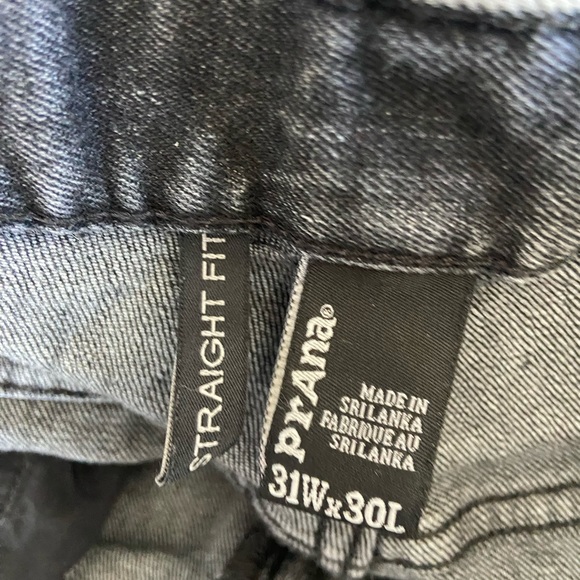 STRAIGHT FIT
prAna®
MADE IN
SRI LANKA
FABRIQUE AU
SRI LANKA
31W x 30L